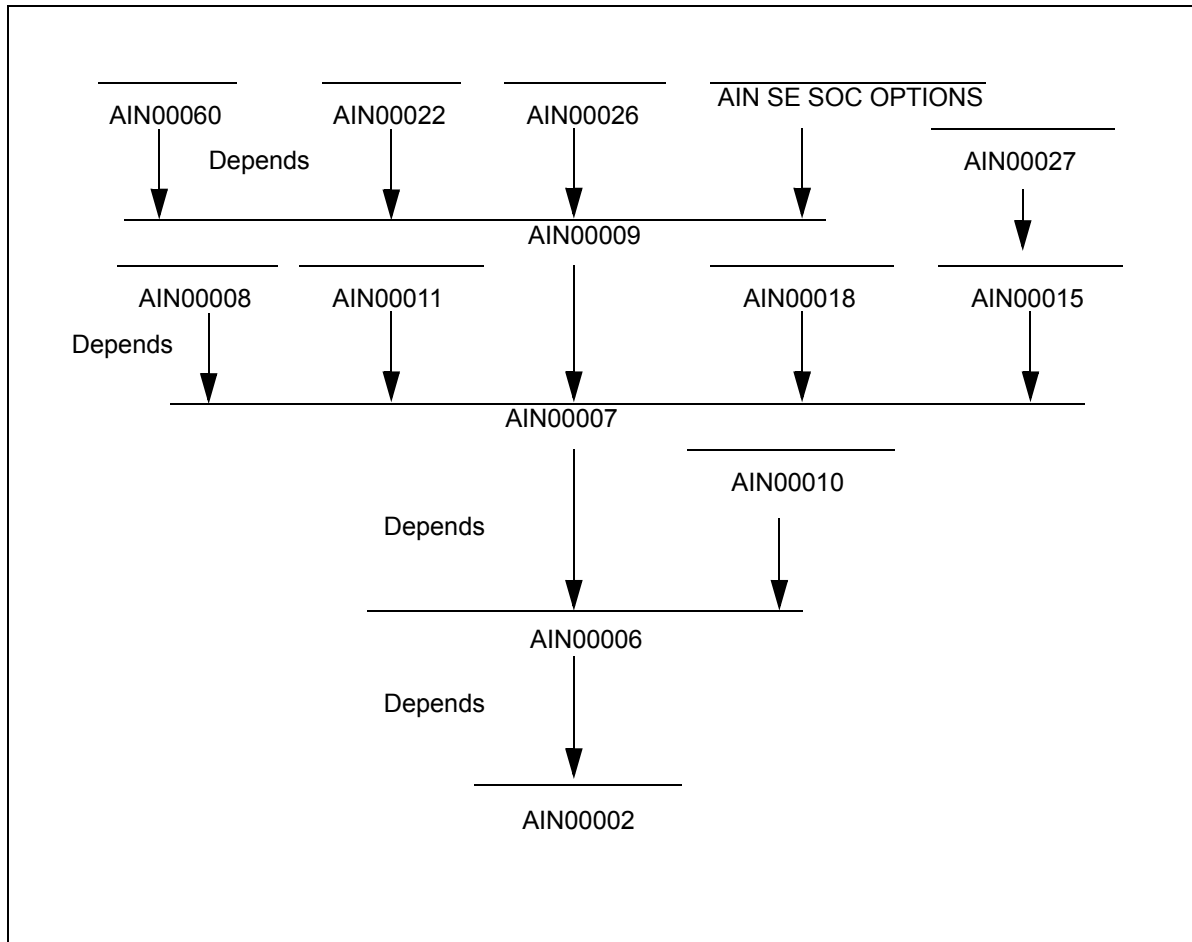 AIN00060
AIN00022
AIN00026
AIN SE SOC OPTIONS
Depends
AIN00027
AIN00009
AIN00008
AIN00011
AIN00018
AIN00015
Depends
AIN00007
AIN00010
Depends
AIN00006
Depends
AIN00002